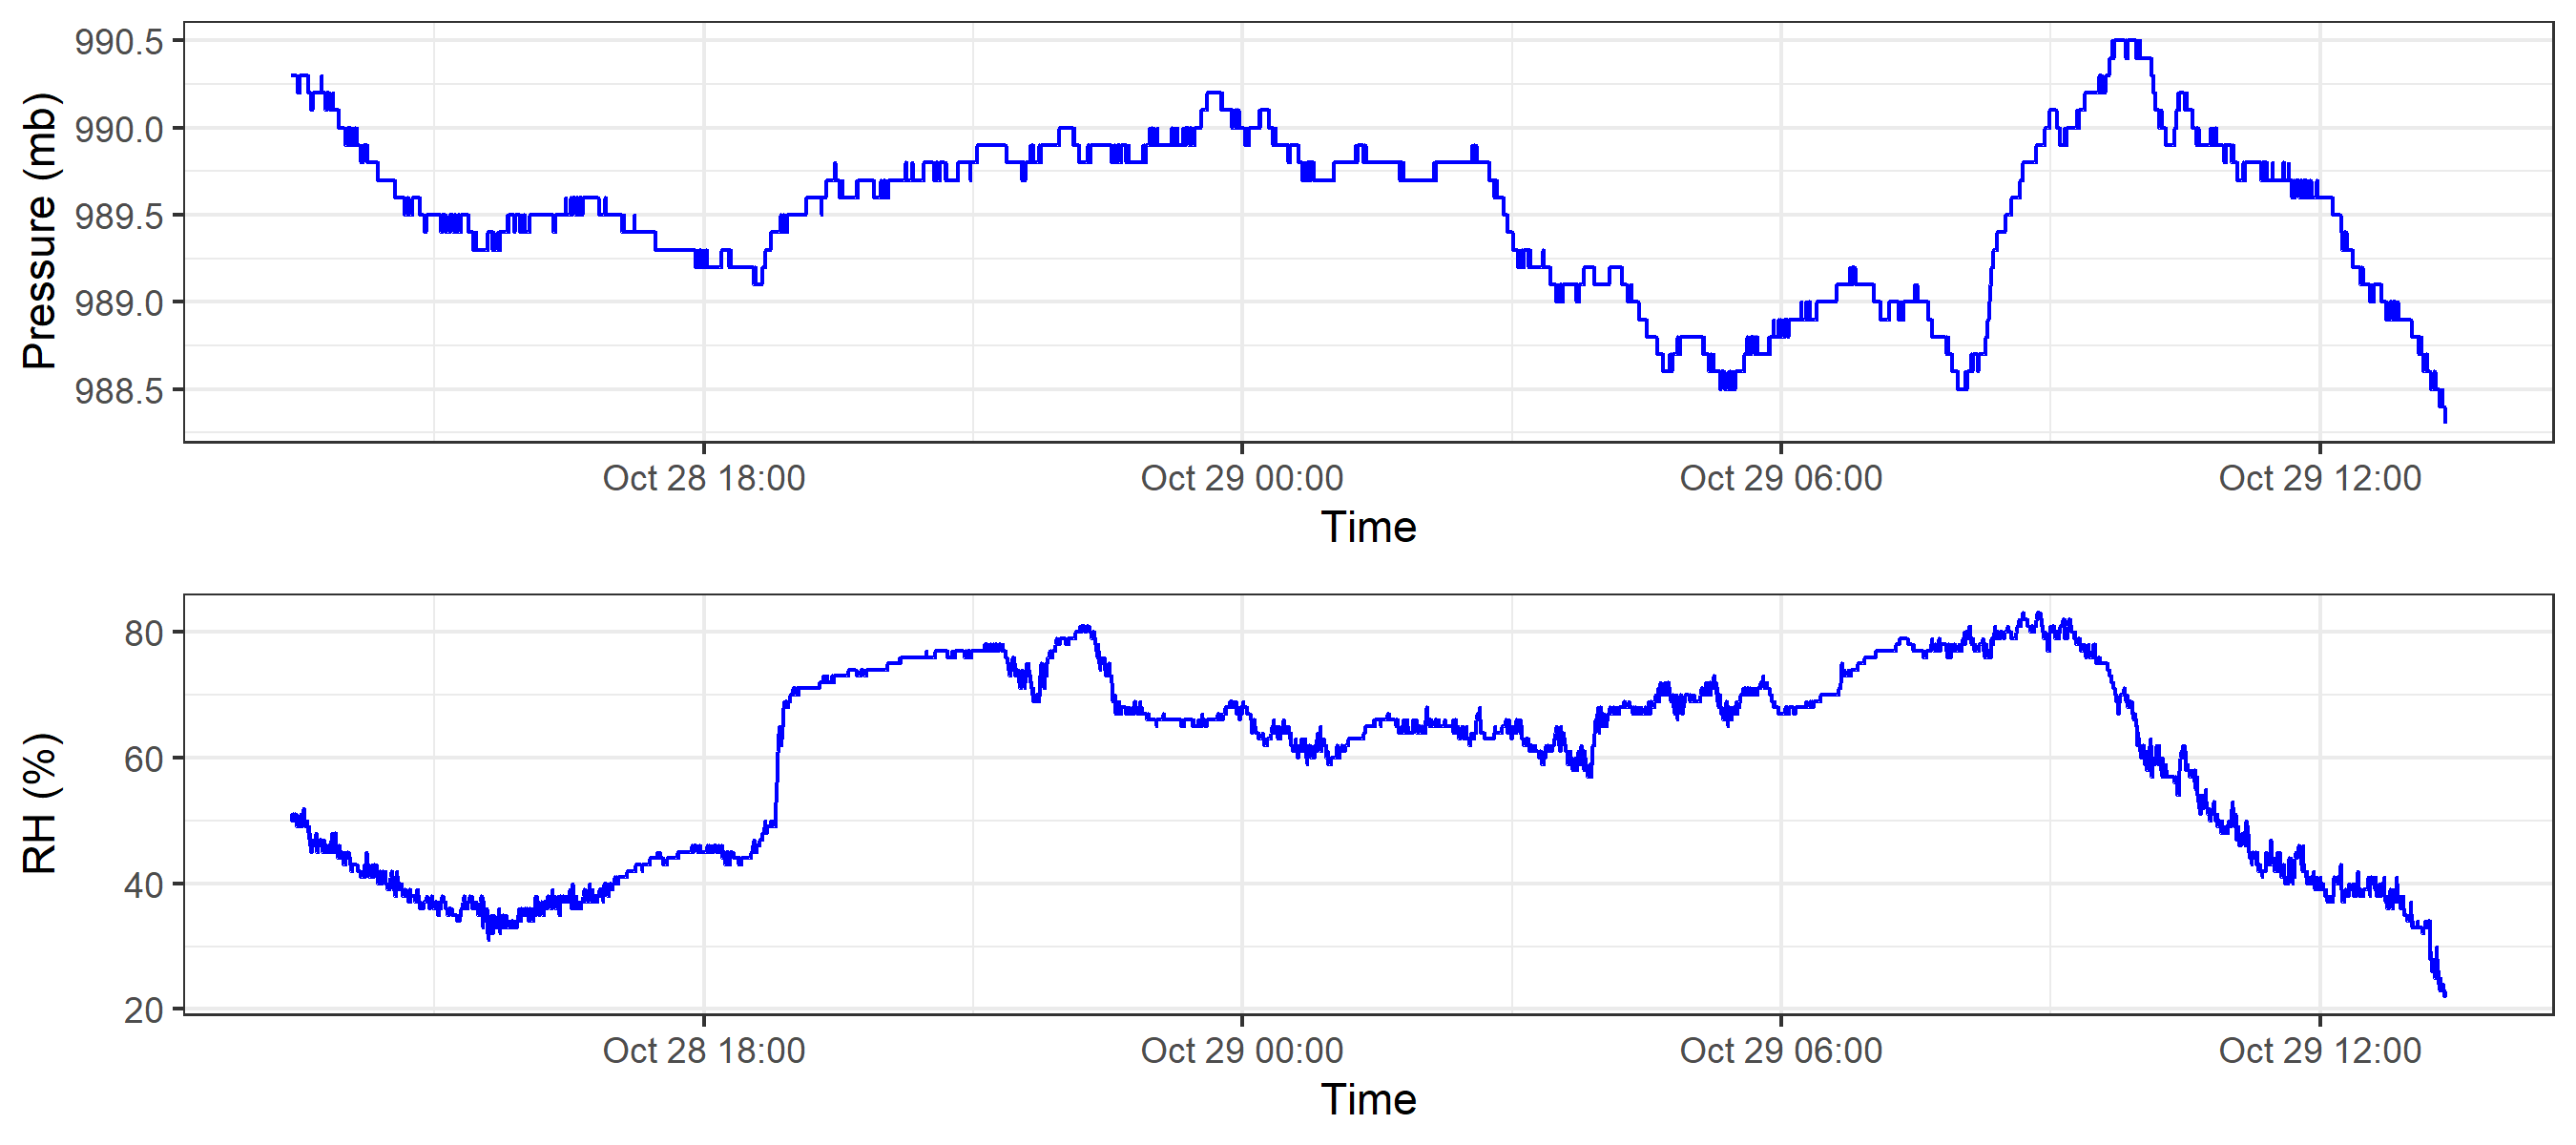 Pressure (mb)
990.5
990.0
989.5
989.0
988.5
Oct 28 18:00
Oct 29 00:00
Oct 29 06:00
Oct 29 12:00
Time
RH (%)
80
60
40
20
Oct 28 18:00
Oct 29 00:00
Oct 29 06:00
Oct 29 12:00
Time